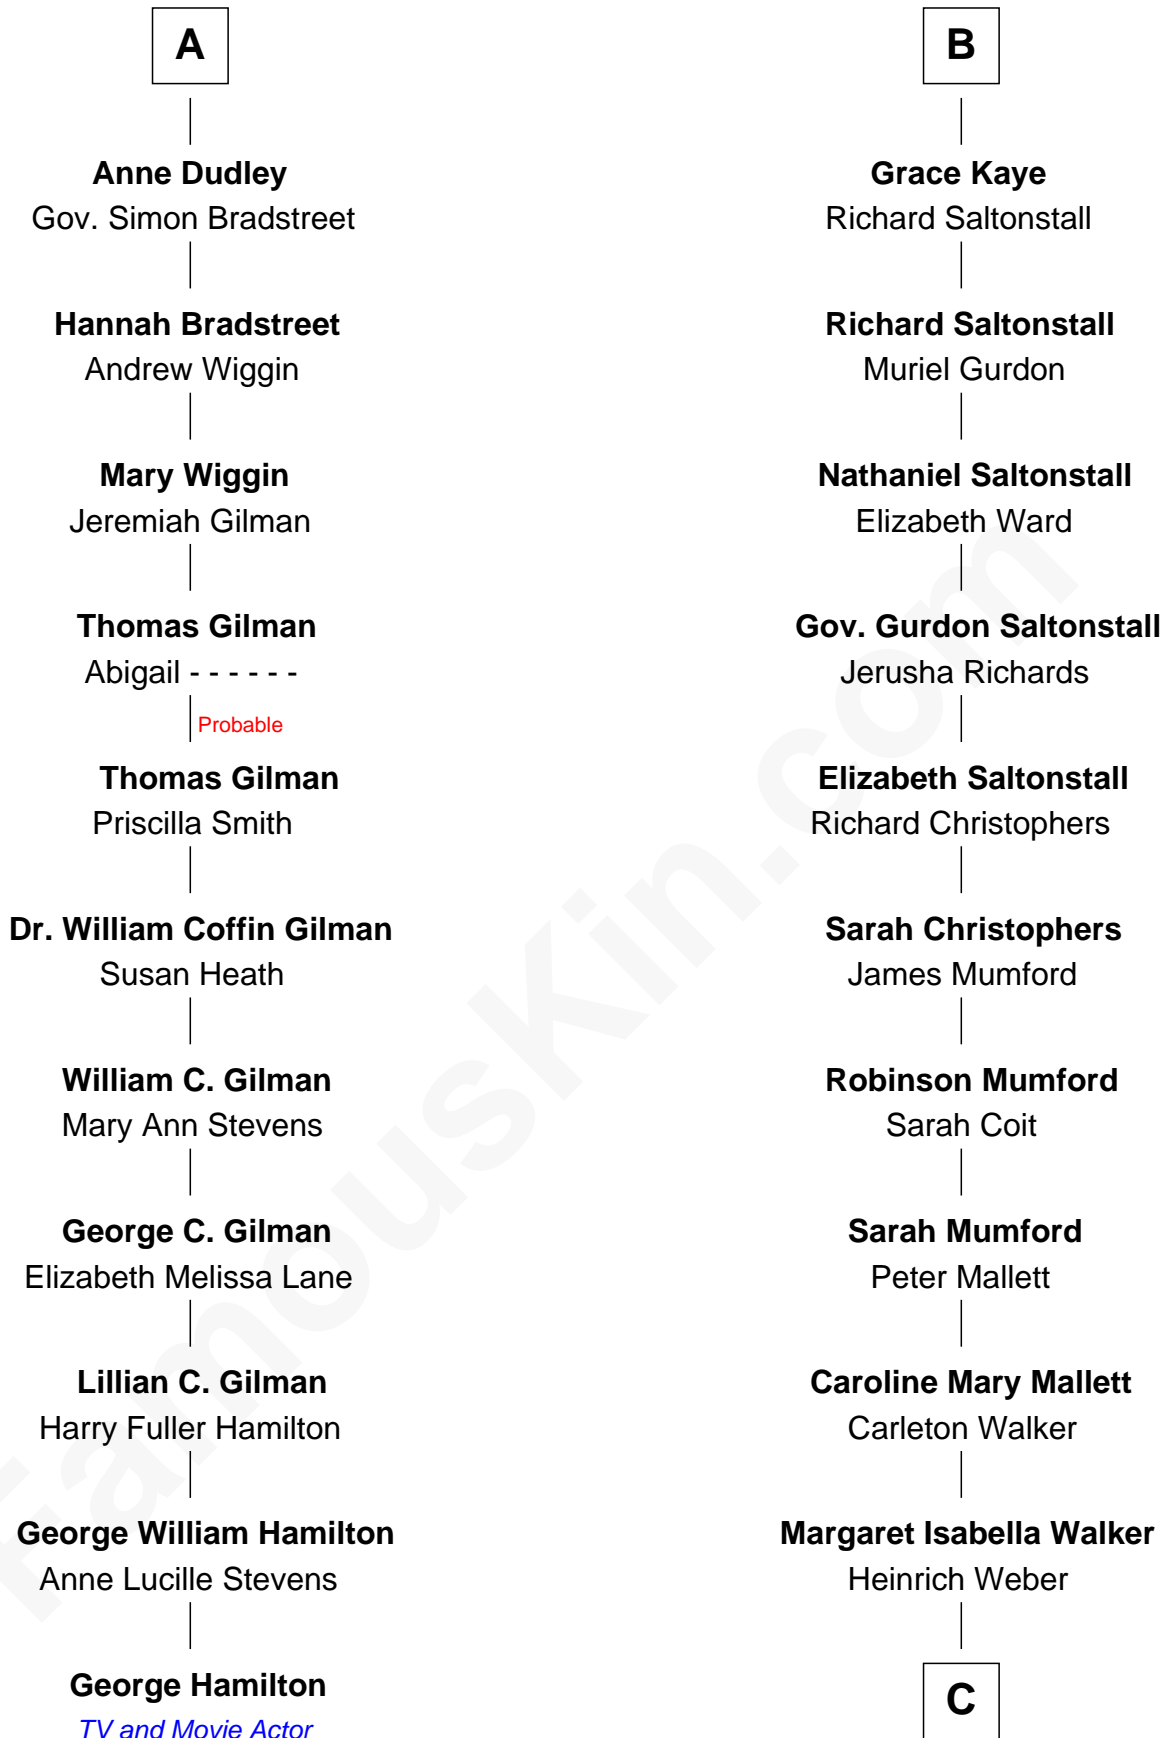 A
Anne Dudley
Gov. Simon Bradstreet
Hannah Bradstreet
Andrew Wiggin
Mary Wiggin
Jeremiah Gilman
Thomas Gilman
Abigail - - - - - -
Probable
Thomas Gilman
Priscilla Smith
Dr. William Coffin Gilman
Susan Heath
William C. Gilman
Mary Ann Stevens
George C. Gilman
Elizabeth Melissa Lane
Lillian C. Gilman
Harry Fuller Hamilton
George William Hamilton
Anne Lucille Stevens
George Hamilton
TV and Movie Actor
B
Grace Kaye
Richard Saltonstall
Richard Saltonstall
Muriel Gurdon
Nathaniel Saltonstall
Elizabeth Ward
Gov. Gurdon Saltonstall
Jerusha Richards
Elizabeth Saltonstall
Richard Christophers
Sarah Christophers
James Mumford
Robinson Mumford
Sarah Coit
Sarah Mumford
Peter Mallett
Caroline Mary Mallett
Carleton Walker
Margaret Isabella Walker
Heinrich Weber
C
FamousKin.com